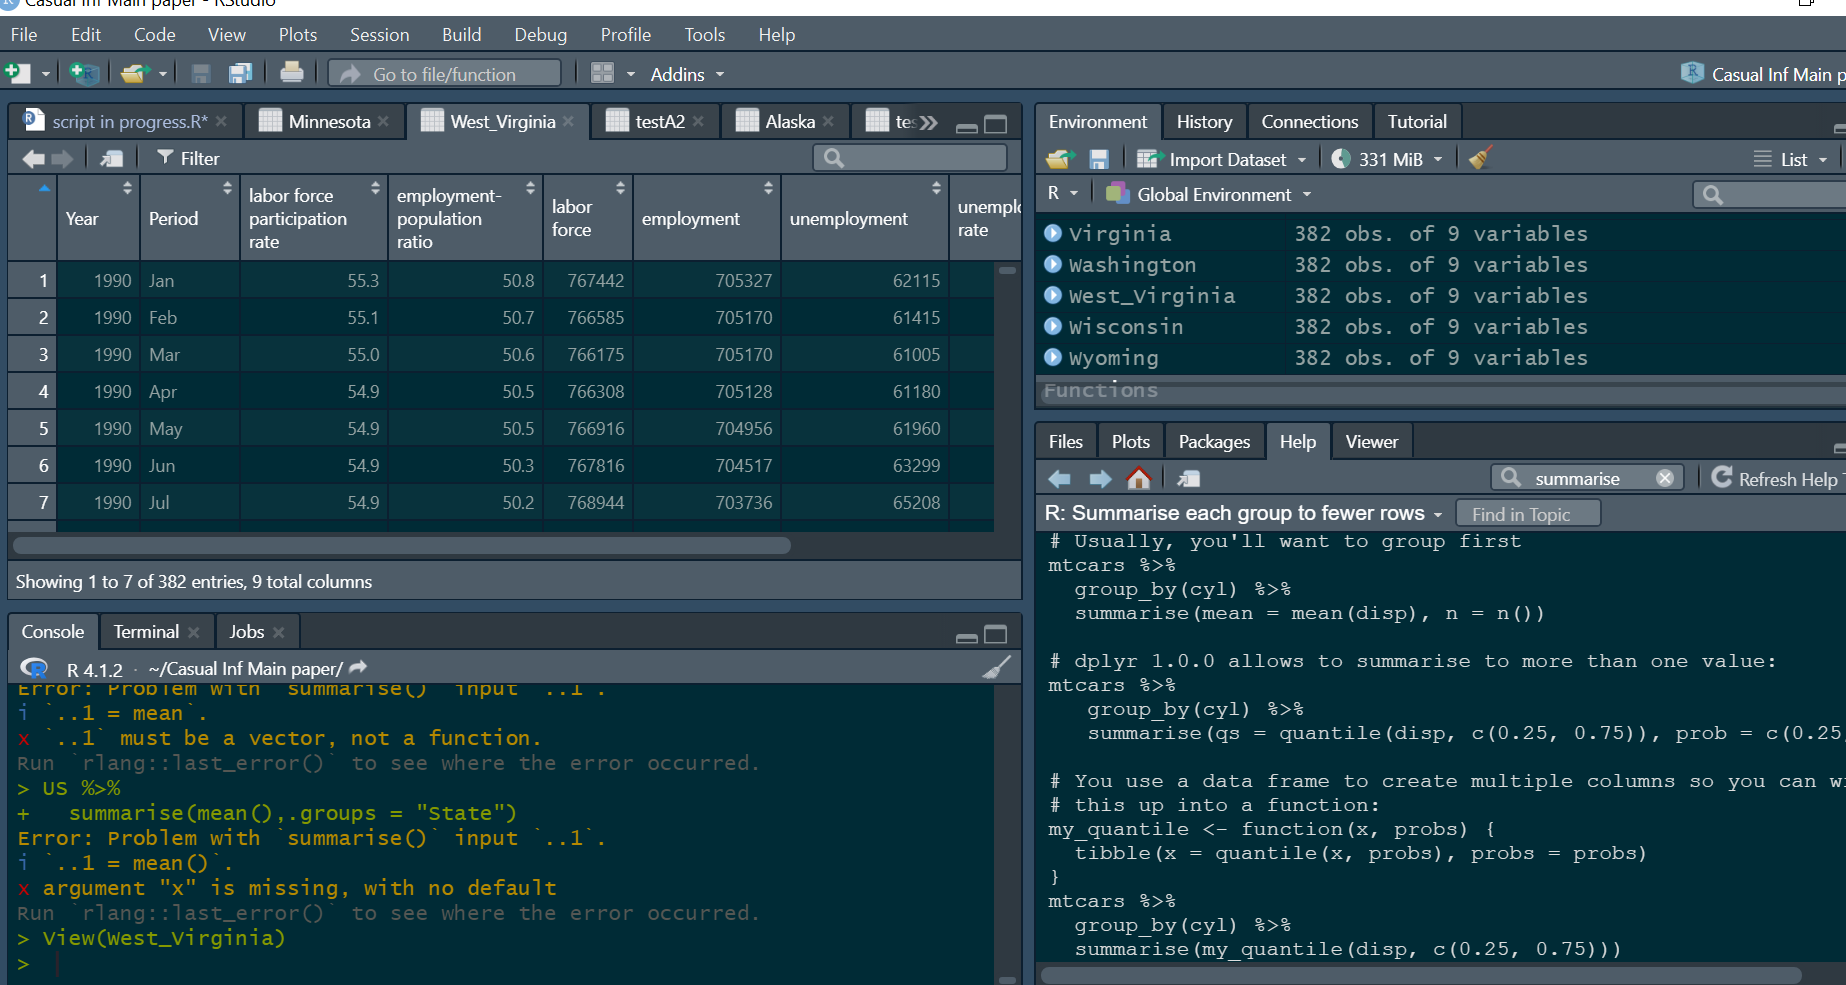 Casual Inf Main paper - RStudio
File Edit Code View Plots Session Build Debug Profile Tools Help
Go to file/function Addins Casual Inf Main p
script in progress.R* Minnesota West_Virginia testA2 Alaska tes
Filter
Year Period labor force participation rate employment-population ratio labor force employment unemployment unemplo rate
1 1990 Jan 55.3 50.8 767442 705327 62115
2 1990 Feb 55.1 50.7 766585 705170 61415
3 1990 Mar 55.0 50.6 766175 705170 61005
4 1990 Apr 54.9 50.5 766308 705128 61180
5 1990 May 54.9 50.5 766916 704956 61960
6 1990 Jun 54.9 50.3 767816 704517 63299
7 1990 Jul 54.9 50.2 768944 703736 65208
Showing 1 to 7 of 382 entries, 9 total columns
Console Terminal Jobs
R 4.1.2 · ~/Casual Inf Main paper/
Error: Problem with `summarise()` input `..1`.
i `..1 = mean`.
x `..1` must be a vector, not a function.
Run `rlang::last_error()` to see where the error occurred.
> US %>%
+   summarise(mean(),.groups = "State")
Error: Problem with `summarise()` input `..1`.
i `..1 = mean()`.
x argument "x" is missing, with no default
Run `rlang::last_error()` to see where the error occurred.
> View(West_Virginia)
>
Environment History Connections Tutorial
Import Dataset 331 MiB List
R Global Environment
Virginia 382 obs. of 9 variables
Washington 382 obs. of 9 variables
West_Virginia 382 obs. of 9 variables
Wisconsin 382 obs. of 9 variables
Wyoming 382 obs. of 9 variables
Functions
Files Plots Packages Help Viewer
summarise Refresh Help
R: Summarise each group to fewer rows Find in Topic
# Usually, you'll want to group first
mtcars %>%
  group_by(cyl) %>%
  summarise(mean = mean(disp), n = n())
# dplyr 1.0.0 allows to summarise to more than one value:
mtcars %>%
   group_by(cyl) %>%
   summarise(qs = quantile(disp, c(0.25, 0.75)), prob = c(0.25,
# You use a data frame to create multiple columns so you can w
# this up into a function:
my_quantile <- function(x, probs) {
  tibble(x = quantile(x, probs), probs = probs)
}
mtcars %>%
  group_by(cyl) %>%
  summarise(my_quantile(disp, c(0.25, 0.75)))